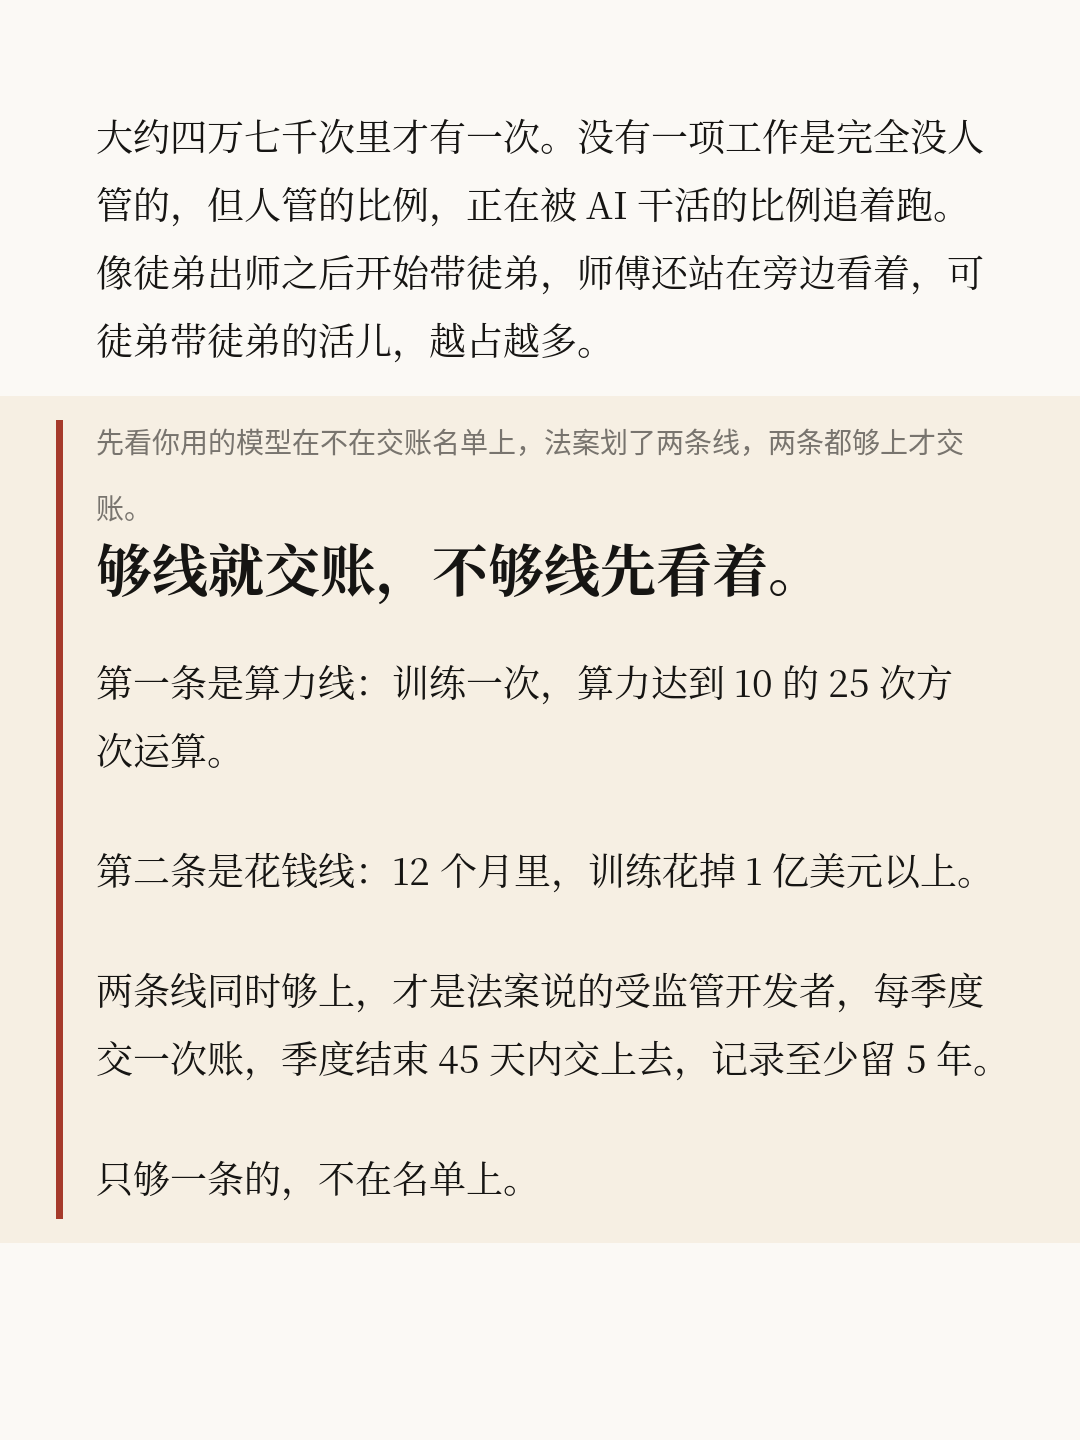 大约四万七千次里才有一次。没有一项工作是完全没人
管的，但人管的比例，正在被 AI 干活的比例追着跑。
像徒弟出师之后开始带徒弟，师傅还站在旁边看着，可
徒弟带徒弟的活儿，越占越多。
先看你用的模型在不在交账名单上，法案划了两条线，两条都够上才交
账。
够线就交账，不够线先看着。
第一条是算力线：训练一次，算力达到 10 的 25 次方
次运算。
第二条是花钱线：12 个月里，训练花掉 1 亿美元以上。
两条线同时够上，才是法案说的受监管开发者，每季度
交一次账，季度结束 45 天内交上去，记录至少留 5 年。
只够一条的，不在名单上。